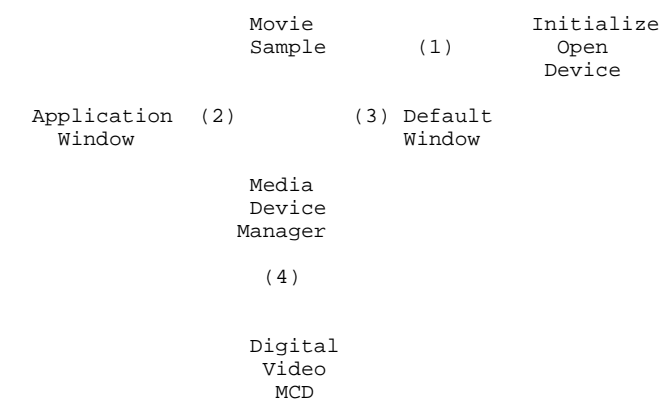 Movie Initialize
Sample (1) Open
Device
Application (2) (3) Default
Window Window
Media
Device
Manager
(4)
Digital
Video
MCD